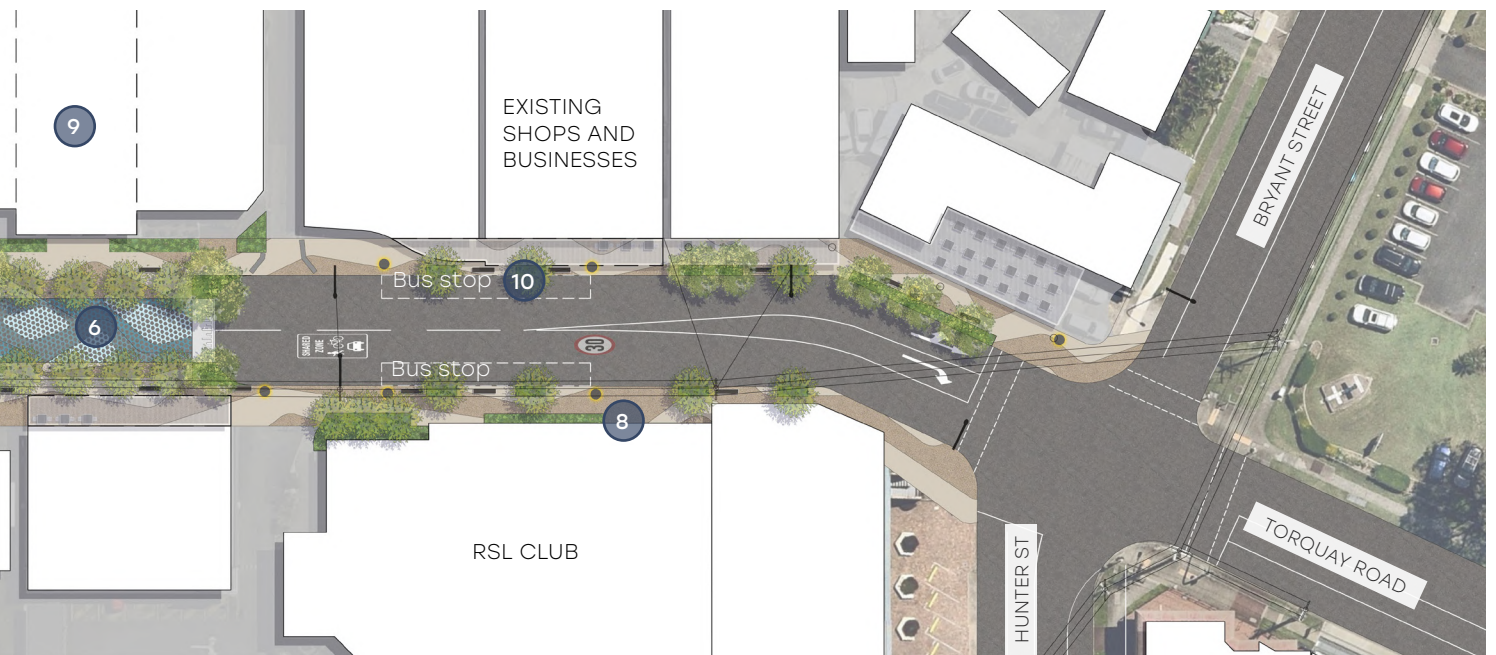 9
EXISTING
SHOPS AND
BUSINESSES
BRYANT STREET
Bus stop
10
6
SHARED
ZONE
30
Bus stop
8
RSL CLUB
HUNTER ST
TORQUAY ROAD